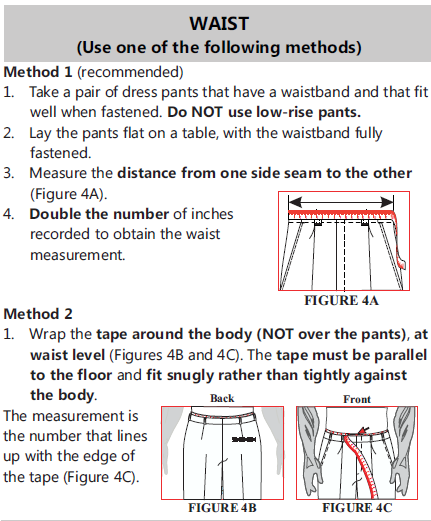 WAIST
(Use one of the following methods)
Method 1 (recommended)
1. Take a pair of dress pants that have a waistband and that fit
well when fastened. Do NOT use low-rise pants.
2. Lay the pants flat on a table, with the waistband fully
fastened.
3. Measure the distance from one side seam to the other
(Figure 4A).
4. Double the number of inches
recorded to obtain the waist
measurement.
FIGURE 4A
Method 2
1. Wrap the tape around the body (NOT over the pants), at
waist level (Figures 4B and 4C). The tape must be parallel
to the floor and fit snugly rather than tightly against
the body.
The measurement is
the number that lines
up with the edge of
the tape (Figure 4C).
Back
Front
FIGURE 4B
FIGURE 4C